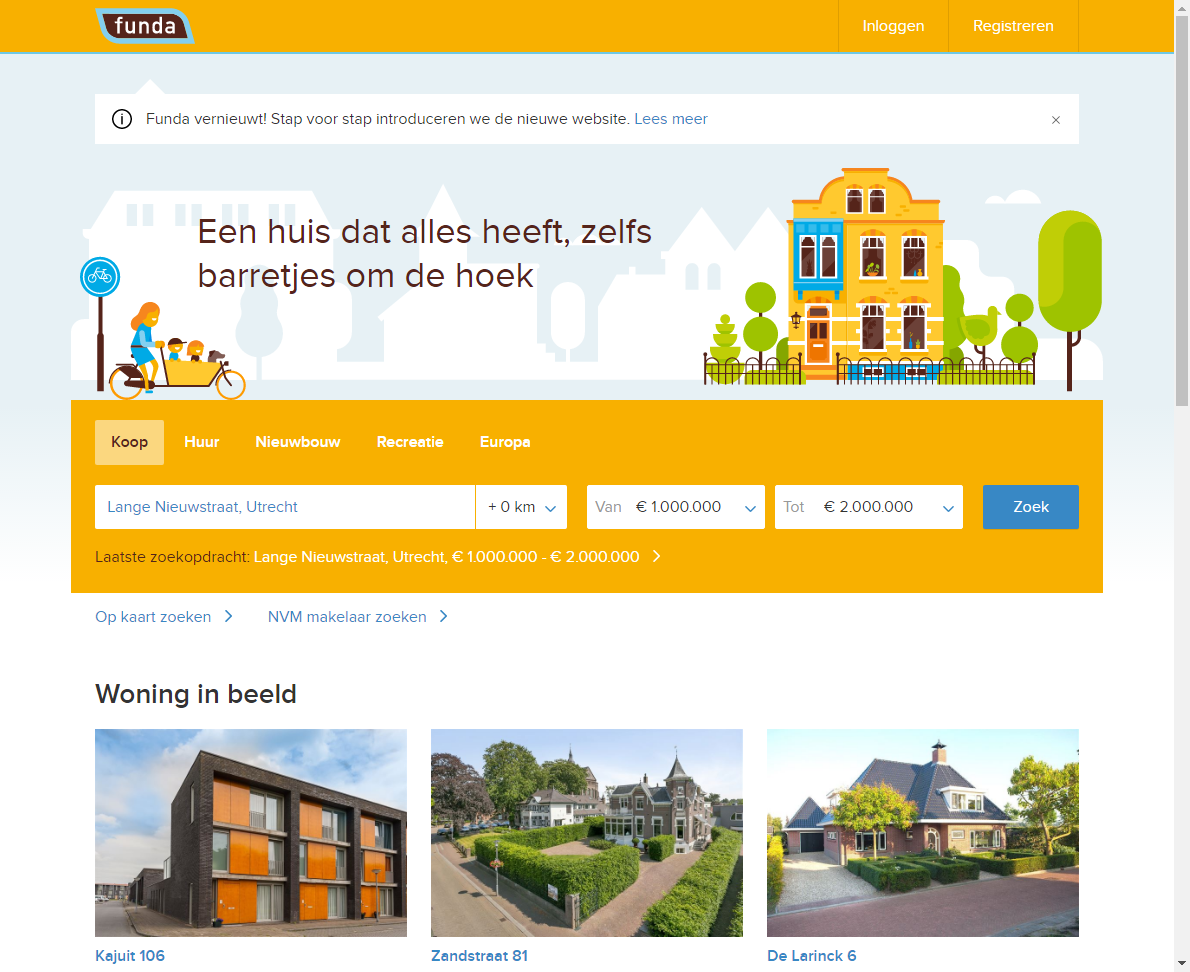 funda
Inloggen
Registreren
Funda vernieuwt! Stap voor stap introduceren we de nieuwe website. Lees meer
Een huis dat alles heeft, zelfs
barretjes om de hoek
Koop
Huur
Nieuwbouw
Recreatie
Europa
Lange Nieuwstraat, Utrecht
+ 0 km
Van € 1.000.000
Tot € 2.000.000
Zoek
Laatste zoekopdracht: Lange Nieuwstraat, Utrecht, € 1.000.000 - € 2.000.000
Op kaart zoeken
NVM makelaar zoeken
Woning in beeld
Kajuit 106
Zandstraat 81
De Larinck 6